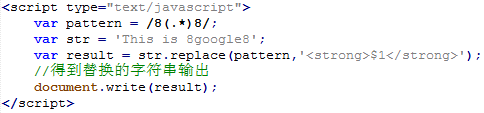 <script type="text/javascript">
    var pattern = /8(.*)8/;
    var str = 'This is 8google8';
    var result = str.replace(pattern,'<strong>$1</strong>');
    //得到替换的字符串输出
    document.write(result);
</script>